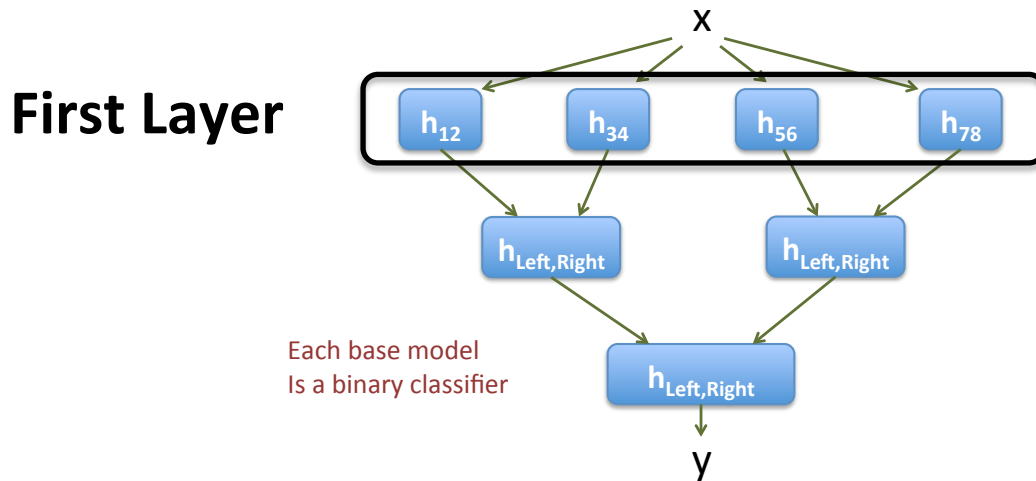 x
First Layer
h12 h34 h56 h78
hLeft,Right hLeft,Right
Each base model
Is a binary classifier
hLeft,Right
y